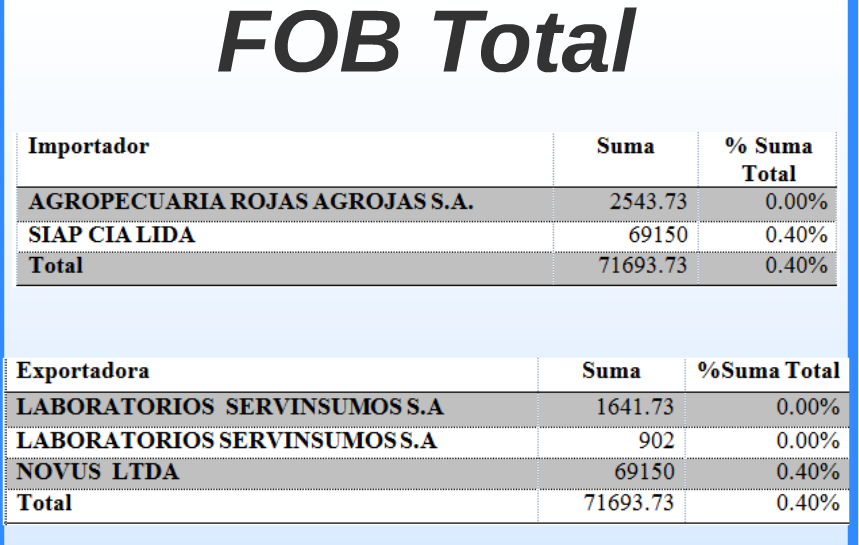 FOB Total
Importador Suma % Suma Total
AGROPECUARIA ROJAS AGROJAS S.A. 2543.73 0.00%
SIAP CIA LIDA 69150 0.40%
Total 71693.73 0.40%
Exportadora Suma %Suma Total
LABORATORIOS SERVINSUMOS S.A 1641.73 0.00%
LABORATORIOS SERVINSUMOS S.A 902 0.00%
NOVUS LTDA 69150 0.40%
Total 71693.73 0.40%